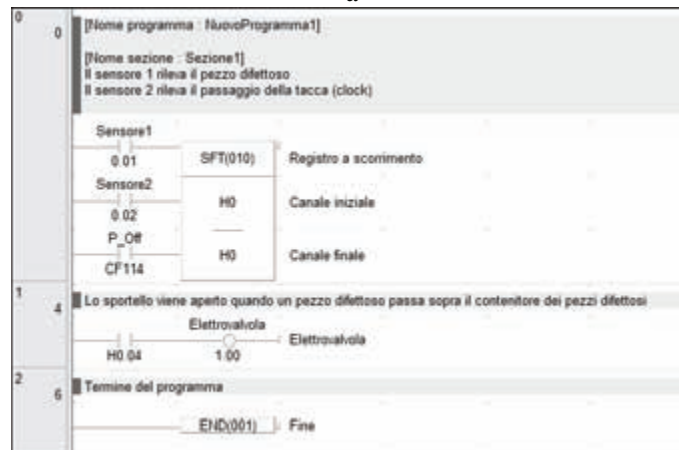 0
0
[Nome programma : NuovoProgramma1]
[Nome sezione : Sezione1]
Il sensore 1 rileva il pezzo difettoso
Il sensore 2 rileva il passaggio della tacca (clock)
Sensore1
0.01
SFT(010)
Registro a scorrimento
Sensore2
0.02
H0
Canale iniziale
P_Off
CF114
H0
Canale finale
1
4
Lo sportello viene aperto quando un pezzo difettoso passa sopra il contenitore dei pezzi difettosi
Elettrovalvola
H0.04
1.00
Elettrovalvola
2
6
Termine del programma
END(001)
Fine